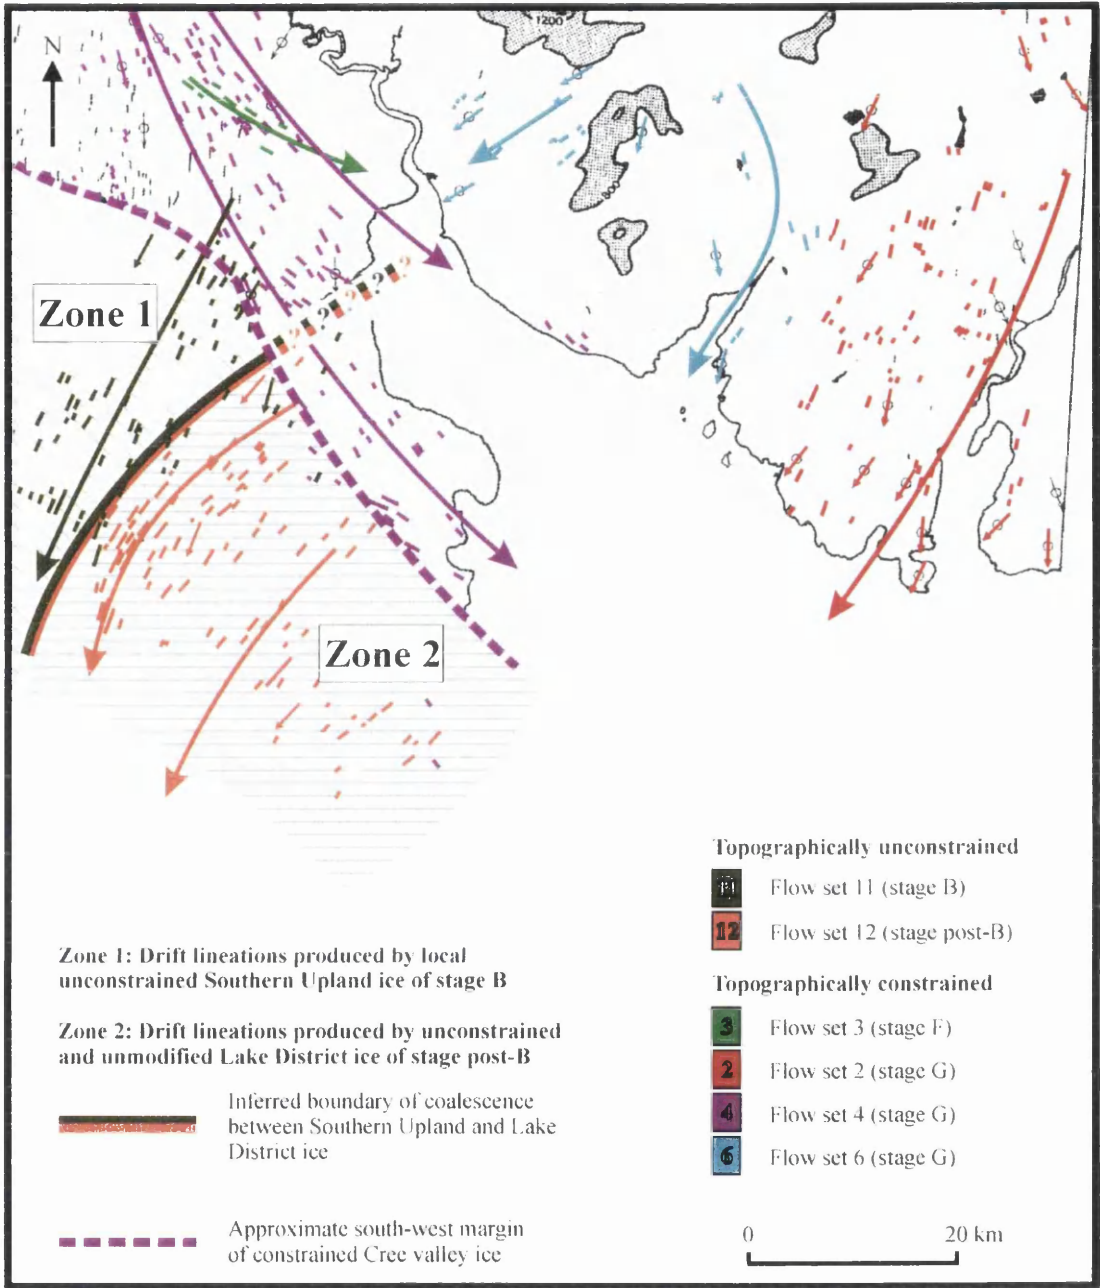 1200
N
900
Zone 1
? ? ? ? ? ?
Zone 2
Topographically unconstrained
11 Flow set 11 (stage B)
12 Flow set 12 (stage post-B)
Zone 1: Drift lineations produced by local
unconstrained Southern Upland ice of stage B
Topographically constrained
3 Flow set 3 (stage F)
2 Flow set 2 (stage G)
4 Flow set 4 (stage G)
6 Flow set 6 (stage G)
Zone 2: Drift lineations produced by unconstrained
and unmodified Lake District ice of stage post-B
Inferred boundary of coalescence
between Southern Upland and Lake
District ice
Approximate south-west margin
of constrained Cree valley ice
0 20 km